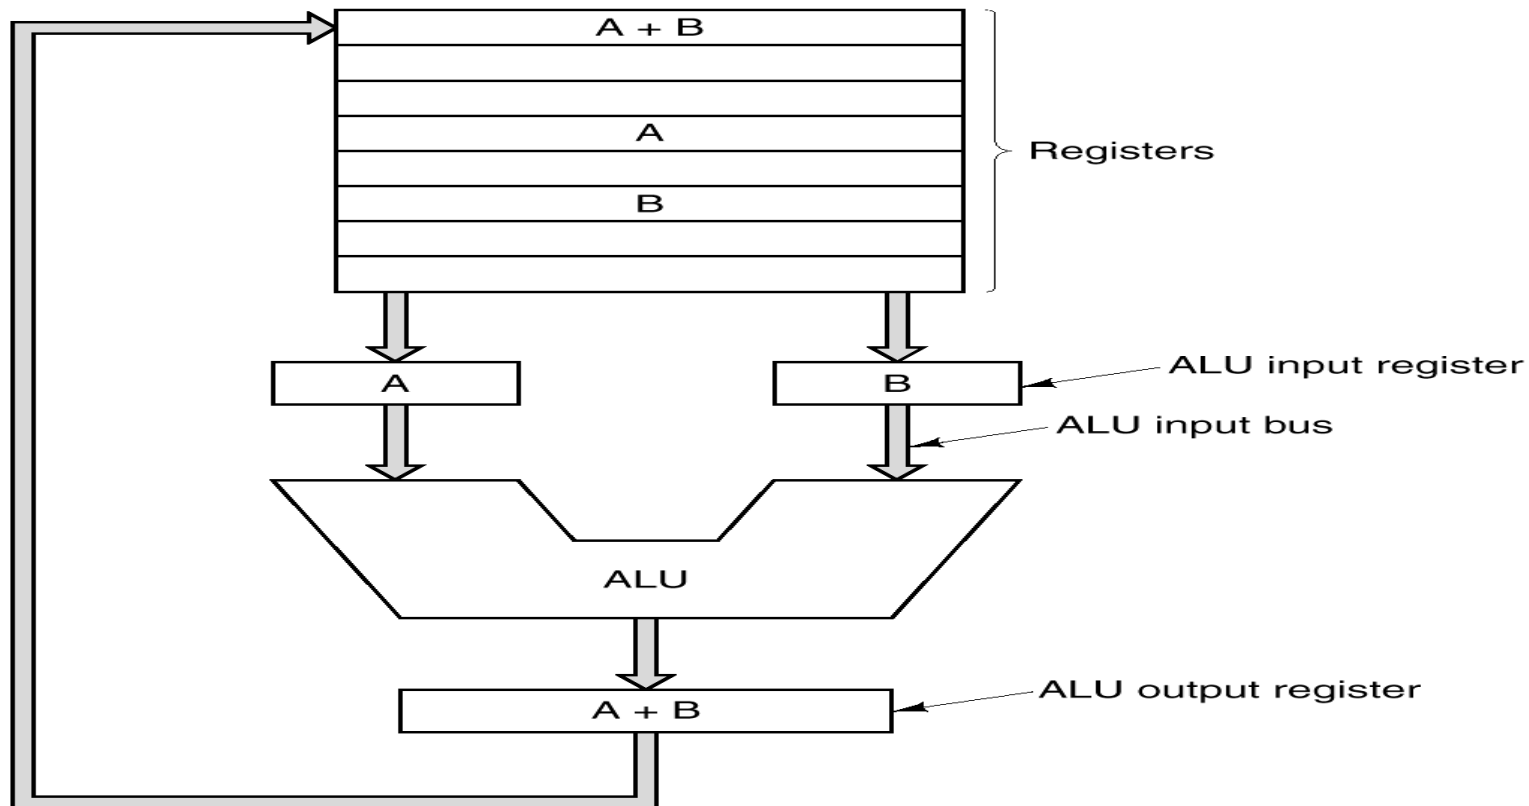 A + B
A
Registers
B
A
B
ALU input register
ALU input bus
ALU
ALU output register
A + B